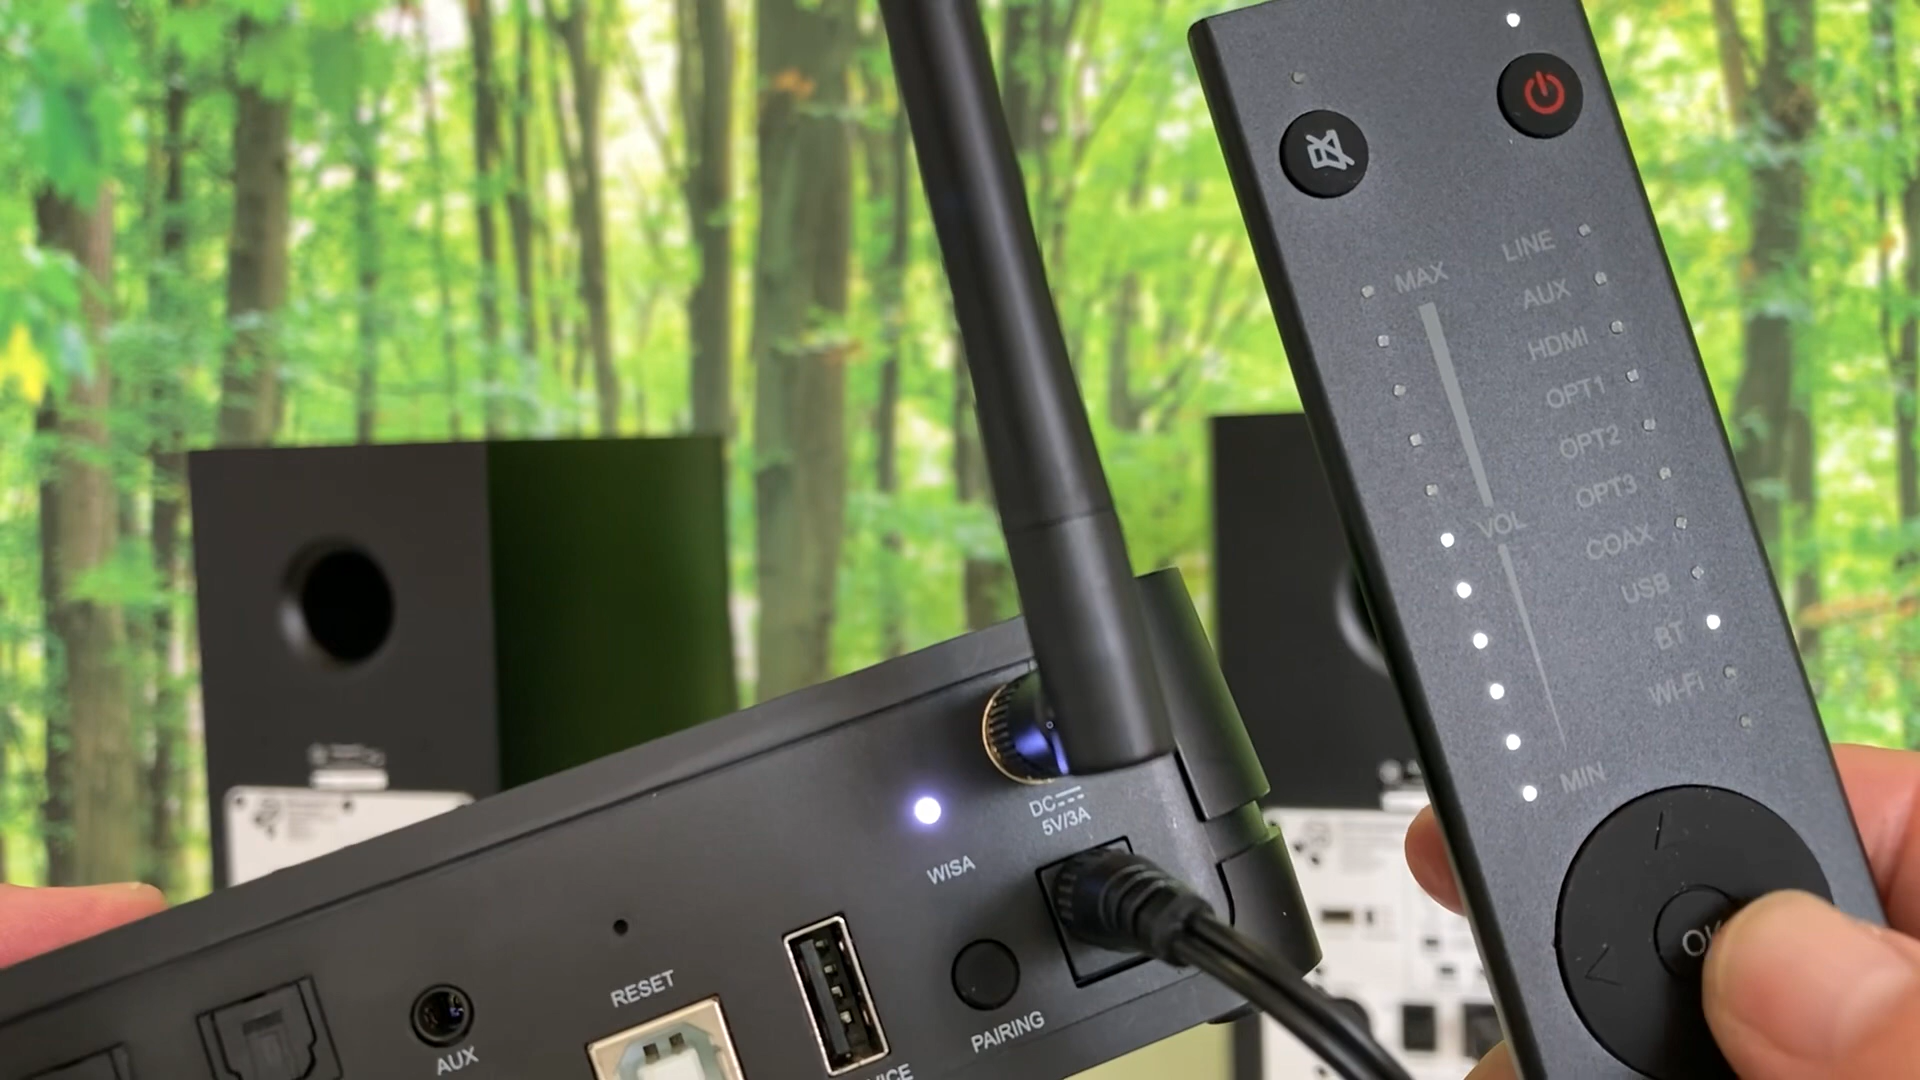 MAX
LINE
AUX
HDMI
OPT1
OPT2
OPT3
VOL
COAX
USB
BT
Wi-Fi
MIN
DC
5V/3A
WISA
RESET
AUX
PAIRING